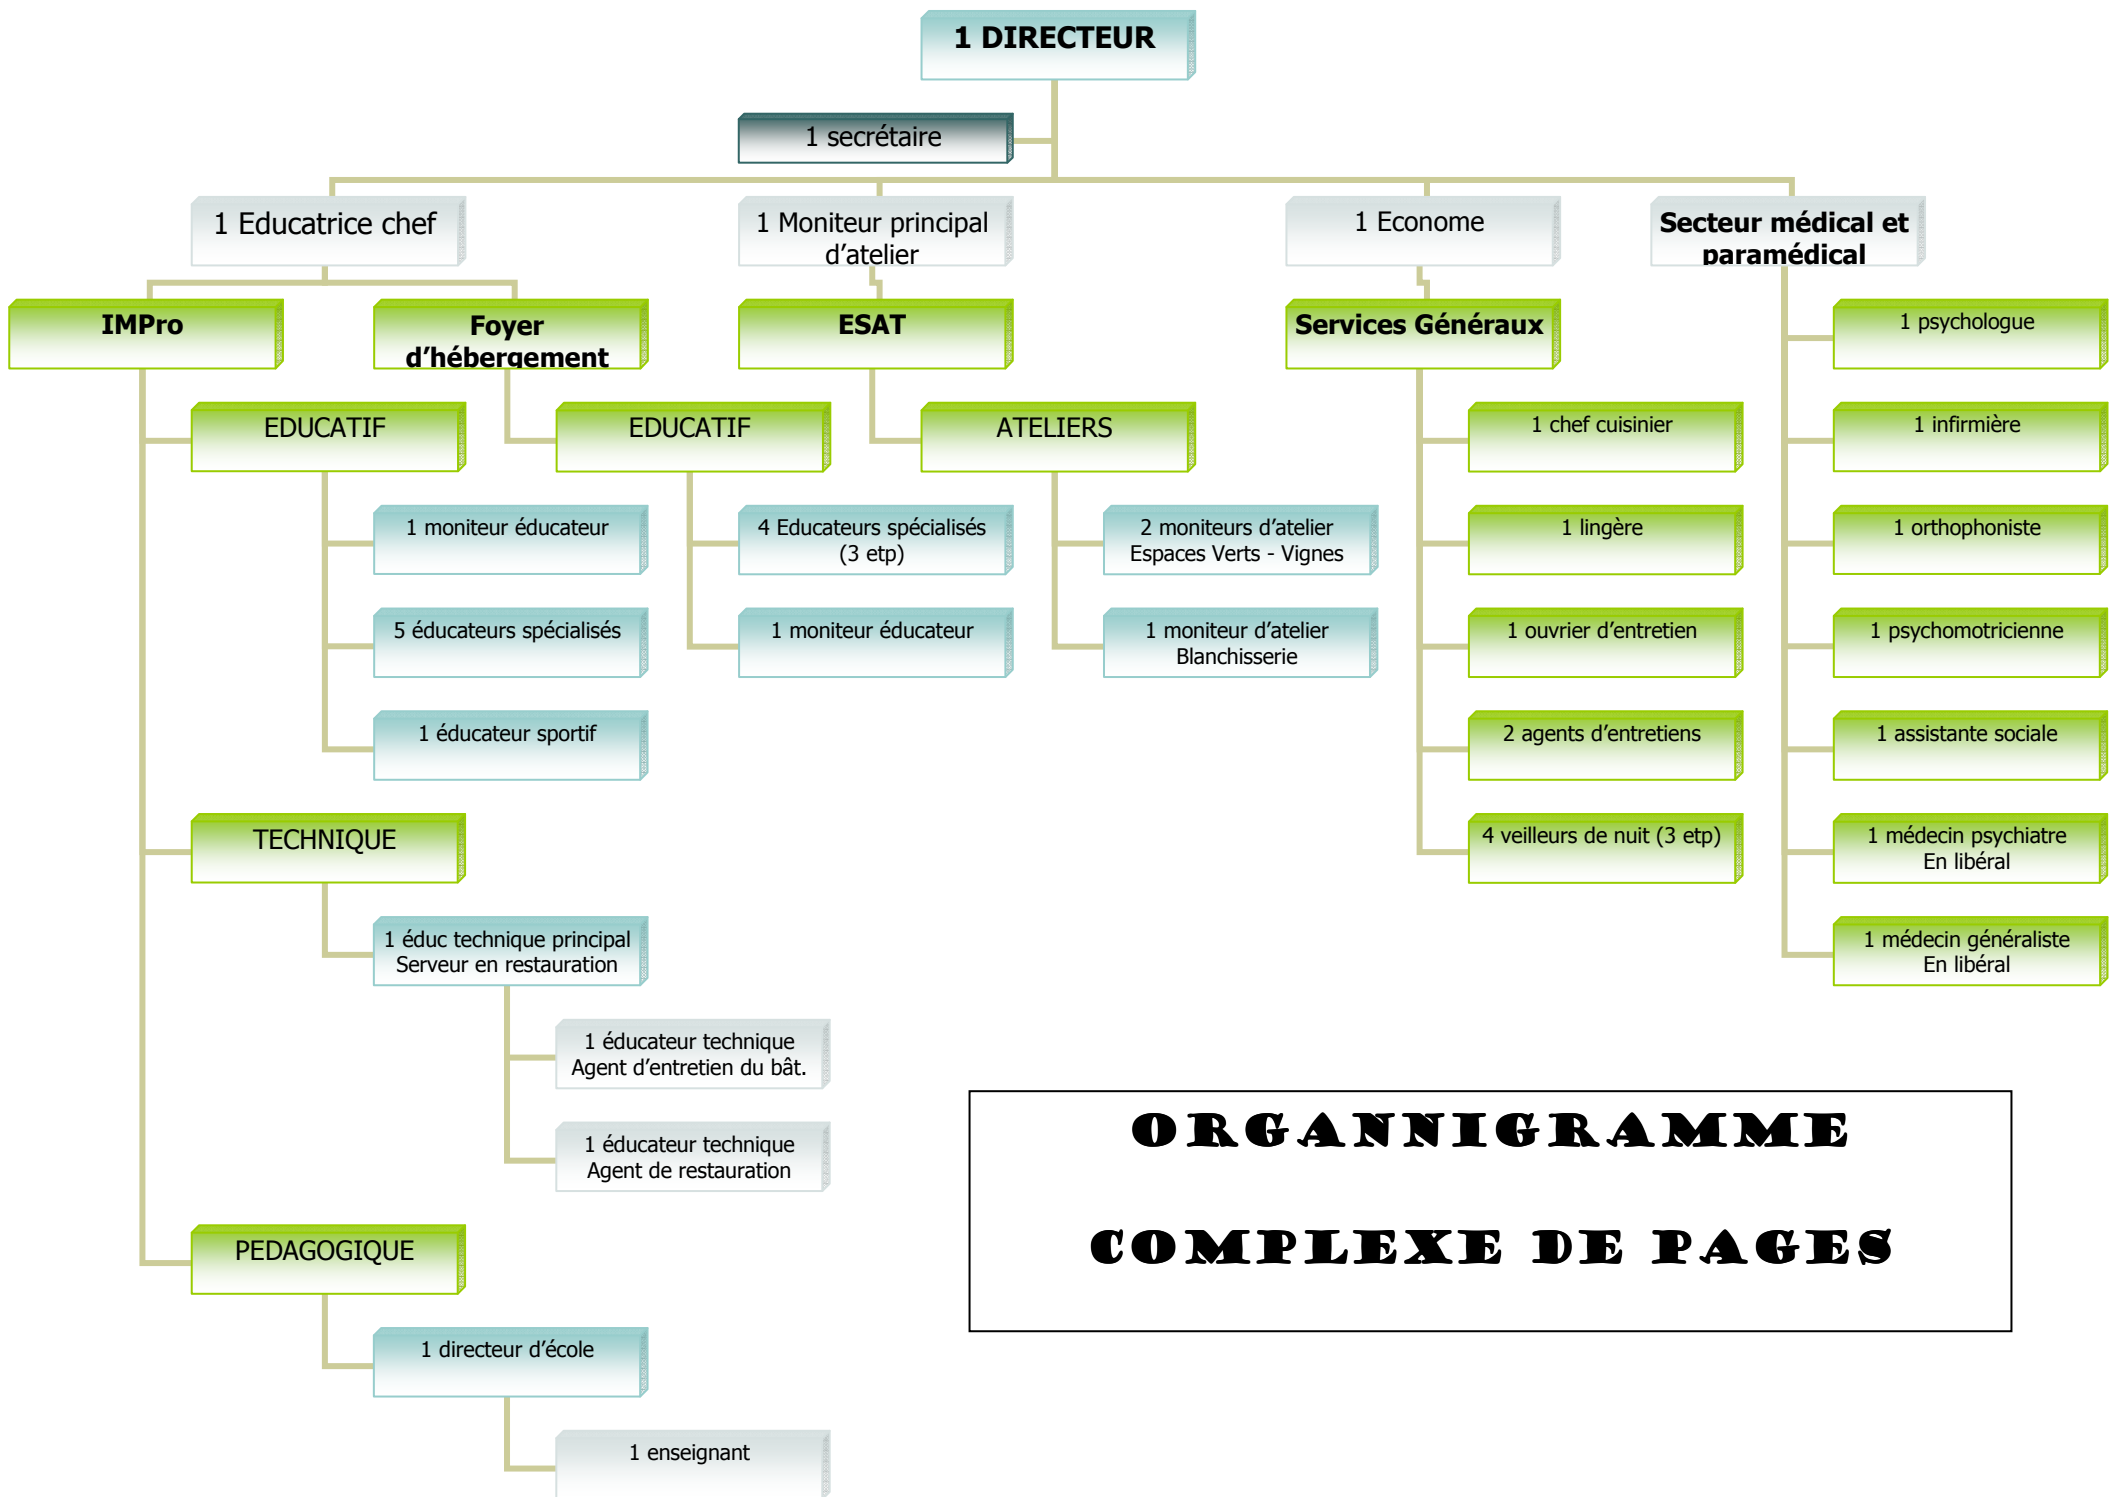 1 DIRECTEUR
1 secrétaire
1 Educatrice chef
1 Moniteur principal
d'atelier
1 Econome
Secteur médical et
paramédical
IMPro
Foyer
d'hébergement
ESAT
Services Généraux
1 psychologue
EDUCATIF
EDUCATIF
ATELIERS
1 chef cuisinier
1 infirmière
1 moniteur éducateur
4 Educateurs spécialisés
(3 etp)
2 moniteurs d'atelier
Espaces Verts - Vignes
1 lingère
1 orthophoniste
5 éducateurs spécialisés
1 moniteur éducateur
1 moniteur d'atelier
Blanchisserie
1 ouvrier d'entretien
1 psychomotricienne
1 éducateur sportif
2 agents d'entretiens
1 assistante sociale
TECHNIQUE
4 veilleurs de nuit (3 etp)
1 médecin psychiatre
En libéral
1 éduc technique principal
Serveur en restauration
1 médecin généraliste
En libéral
1 éducateur technique
Agent d'entretien du bât.
1 éducateur technique
Agent de restauration
ORGANNIGRAMME
COMPLEXE DE PAGES
PEDAGOGIQUE
1 directeur d'école
1 enseignant